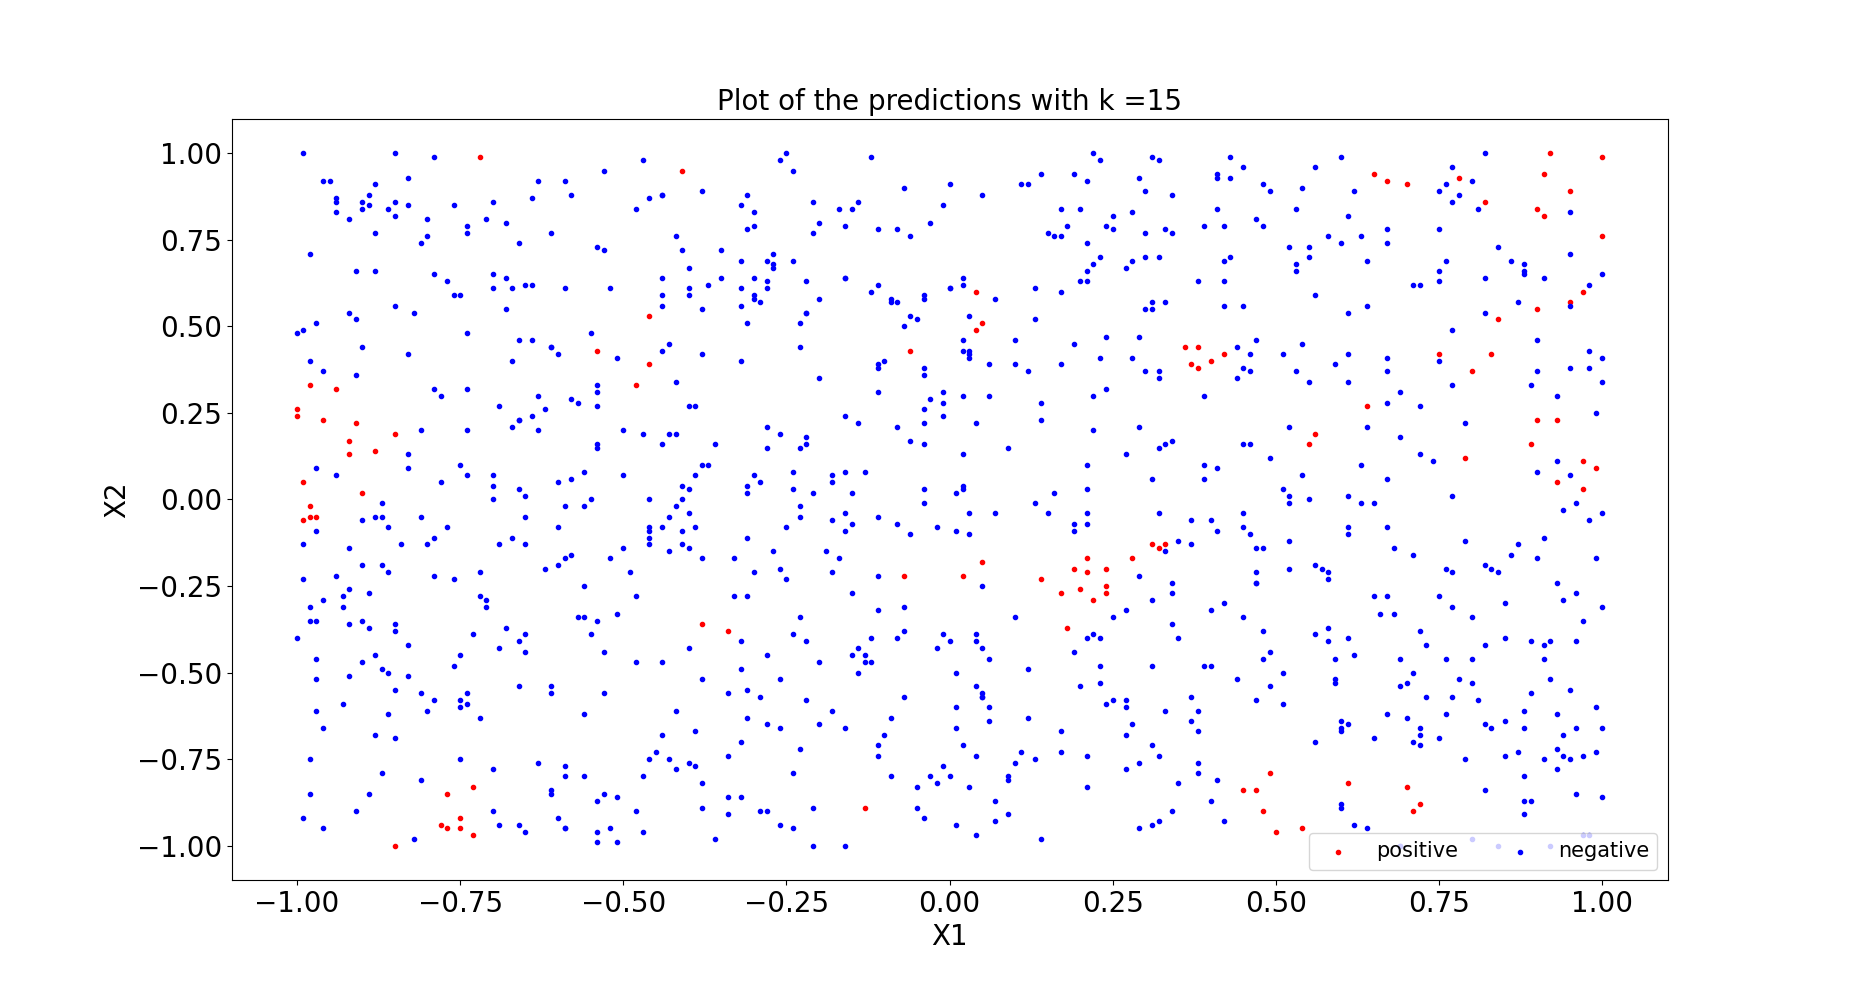 Plot of the predictions with k =15
1.00
0.75
0.50
0.25
0.00
−0.25
−0.50
−0.75
−1.00
X2
positive negative
−1.00 −0.75 −0.50 −0.25 0.00 0.25 0.50 0.75 1.00
X1